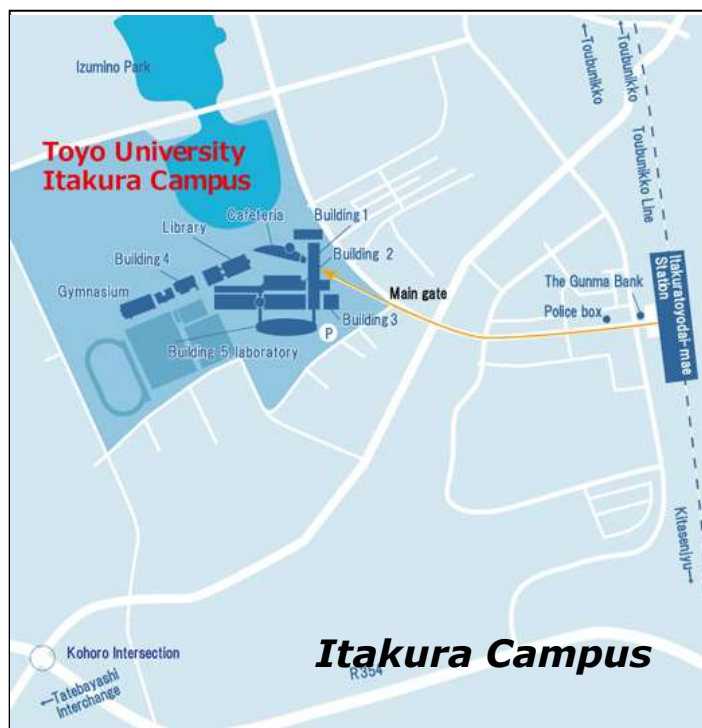 Izumino Park
←Toubunikko
←Toubunikko
Toubunikko Line
Toyo University
Itakura Campus
Cafeteria
Building 1
Library
Building 2
Building 4
Itakuratoyodai-mae
Station
Gymnasium
The Gunma Bank
Main gate
Police box
Building 3
P
Building 5 laboratory
Kitasenjyu→
Kohoro Intersection
Itakura Campus
R354
←Tatebayashi
Interchange